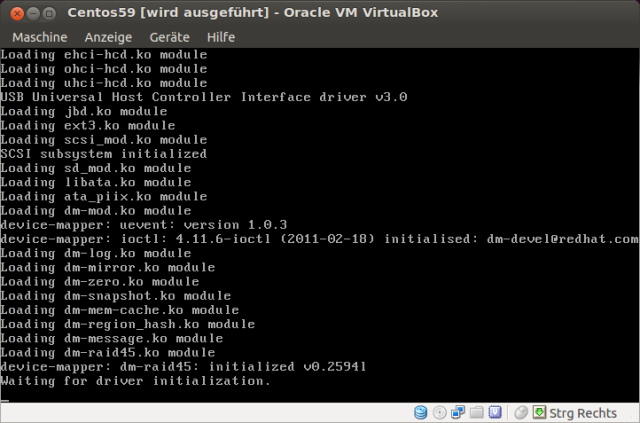 Centos59 [wird ausgeführt] - Oracle VM VirtualBox
Maschine Anzeige Geräte Hilfe
Loading ehci-hcd.ko module
Loading ohci-hcd.ko module
Loading uhci-hcd.ko module
USB Universal Host Controller Interface driver v3.0
Loading jbd.ko module
Loading ext3.ko module
Loading scsi_mod.ko module
SCSI subsystem initialized
Loading sd_mod.ko module
Loading libata.ko module
Loading ata_piix.ko module
Loading dm-mod.ko module
device-mapper: uevent: version 1.0.3
device-mapper: ioctl: 4.11.6-ioctl (2011-02-18) initialised: dm-devel@redhat.com
Loading dm-log.ko module
Loading dm-mirror.ko module
Loading dm-zero.ko module
Loading dm-snapshot.ko module
Loading dm-mem-cache.ko module
Loading dm-region_hash.ko module
Loading dm-message.ko module
Loading dm-raid45.ko module
device-mapper: dm-raid45: initialized v0.2594l
Waiting for driver initialization.
Strg Rechts